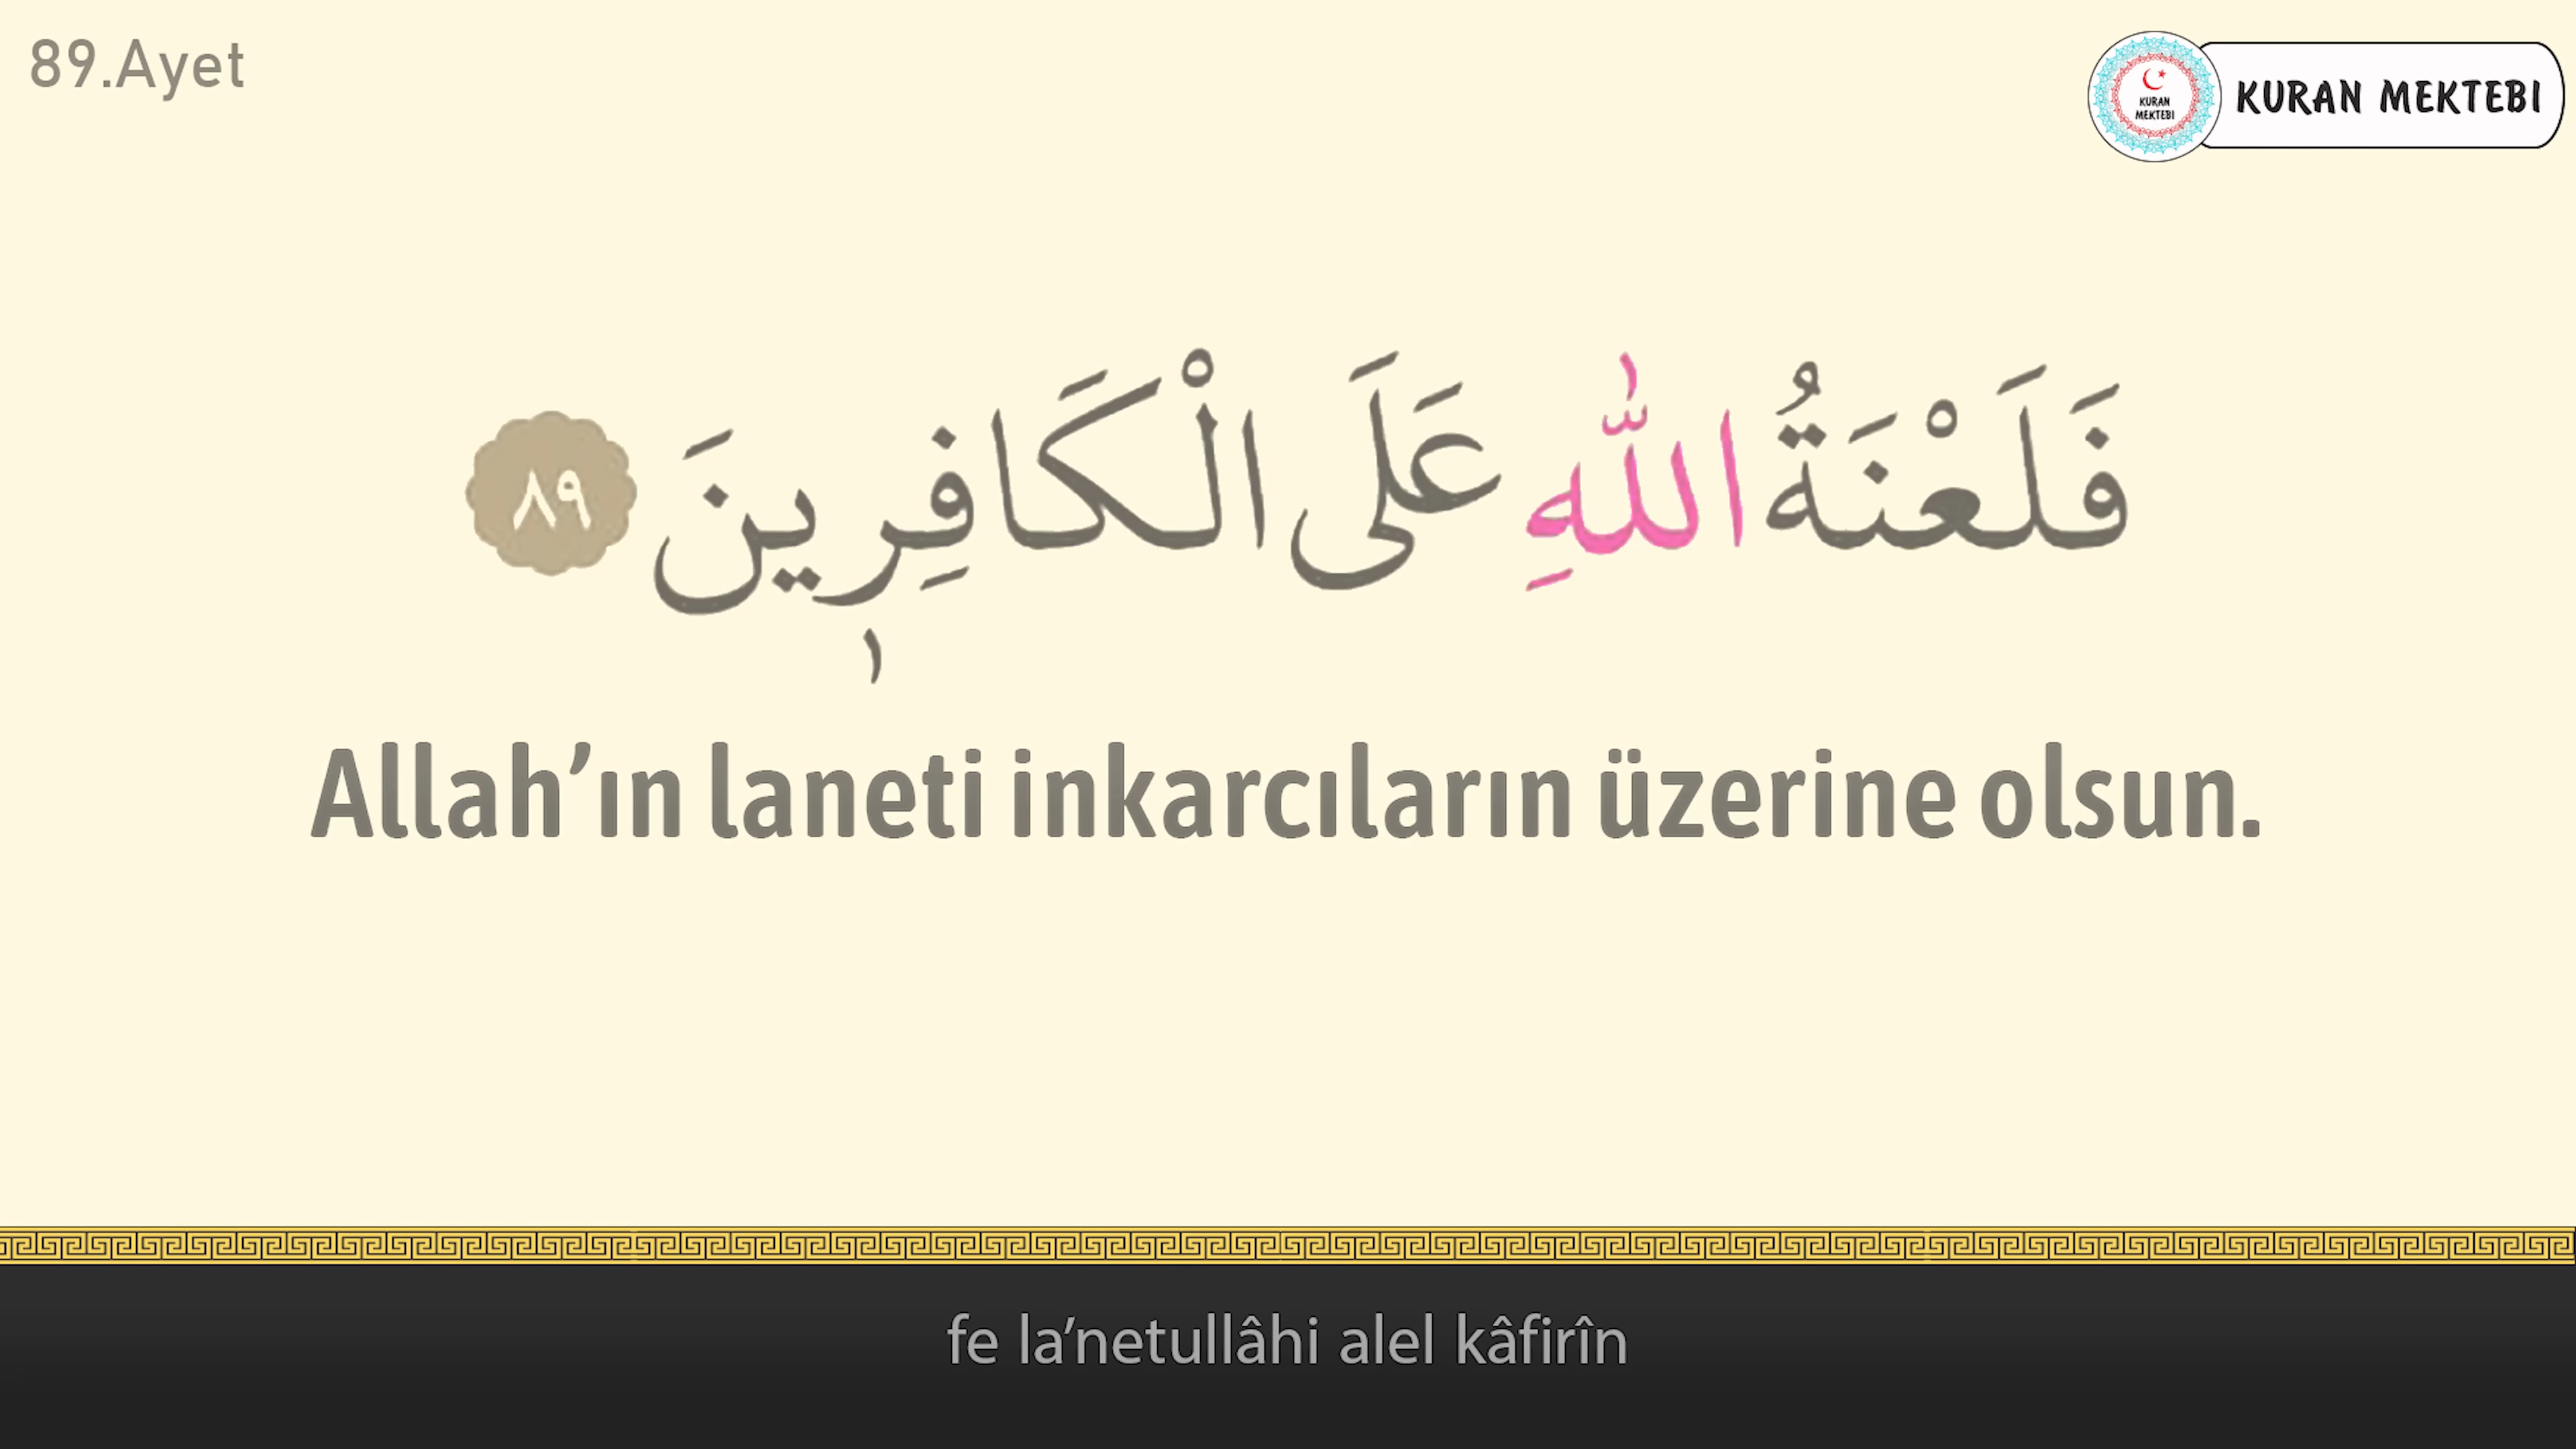 89.Ayet
KURAN
MEKTEBI
KURAN MEKTEBI
فَلَعْنَةُ اللّٰهِ عَلَى الْكَافِرٖينَ ٨٩
Allah’ın laneti inkarcıların üzerine olsun.
fe la’netullâhi alel kâfirîn